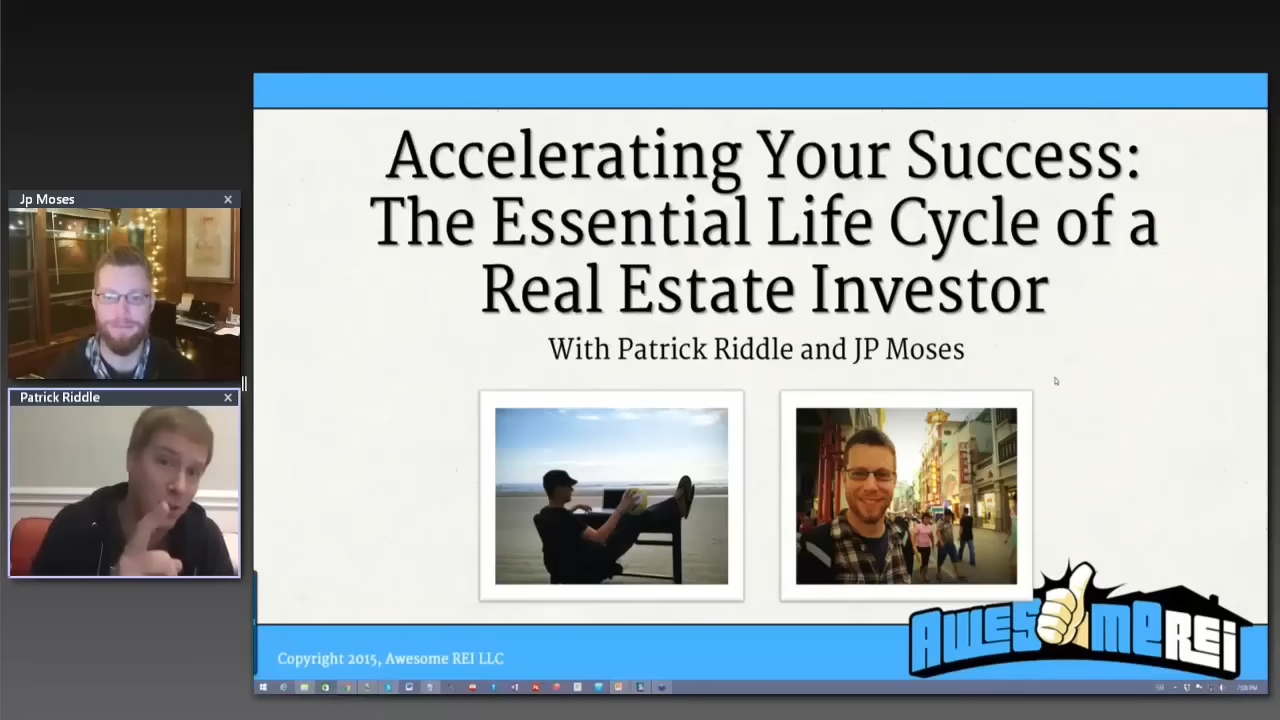 Jp Moses
Patrick Riddle
Accelerating Your Success:
The Essential Life Cycle of a
Real Estate Investor
With Patrick Riddle and JP Moses
Copyright 2015, Awesome REI LLC
AWESOME REI